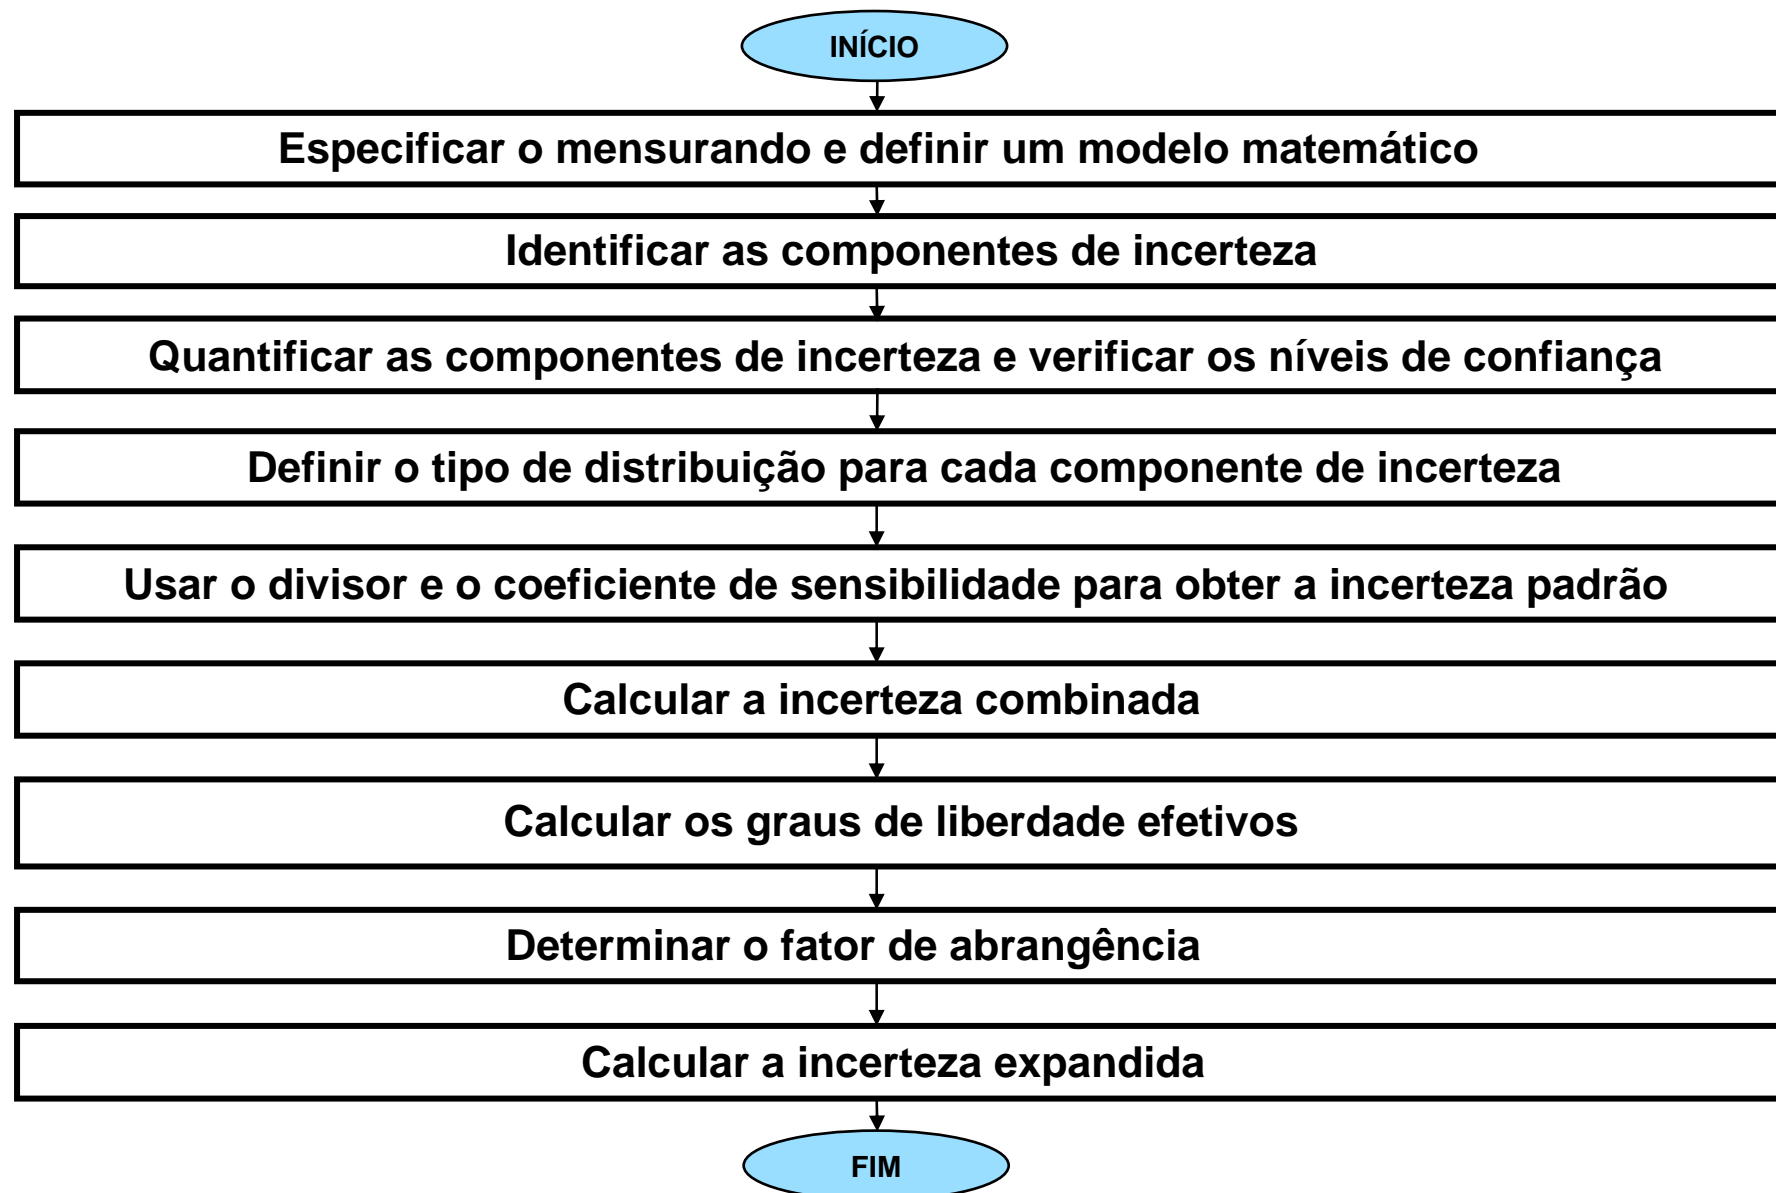 INÍCIO
Especificar o mensurando e definir um modelo matemático
Identificar as componentes de incerteza
Quantificar as componentes de incerteza e verificar os níveis de confiança
Definir o tipo de distribuição para cada componente de incerteza
Usar o divisor e o coeficiente de sensibilidade para obter a incerteza padrão
Calcular a incerteza combinada
Calcular os graus de liberdade efetivos
Determinar o fator de abrangência
Calcular a incerteza expandida
FIM